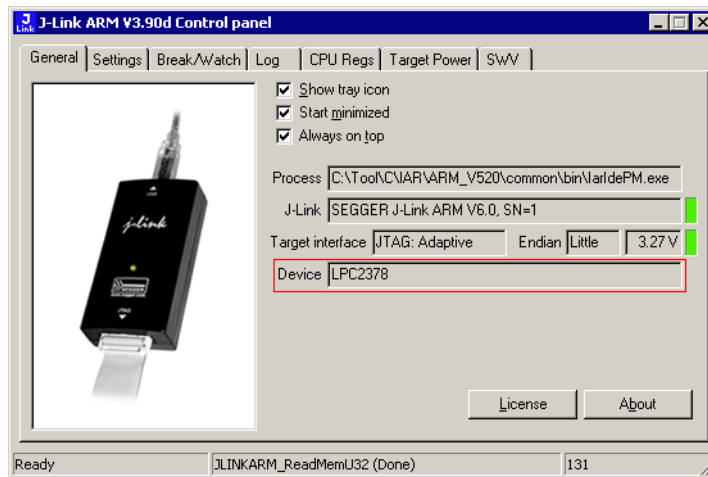 J-Link ARM V3.90d Control panel
General Settings Break/Watch Log CPU Regs Target Power SWV
Show tray icon
Start minimized
Always on top
Process C:\Tool\C\IAR\ARM_V520\common\bin\IarIdePM.exe
J-Link SEGGER J-Link ARM V6.0, SN=1
Target interface JTAG: Adaptive Endian Little 3.27 V
Device LPC2378
j-link
SEGGER
License About
Ready JLINKARM_ReadMemU32 (Done) 131